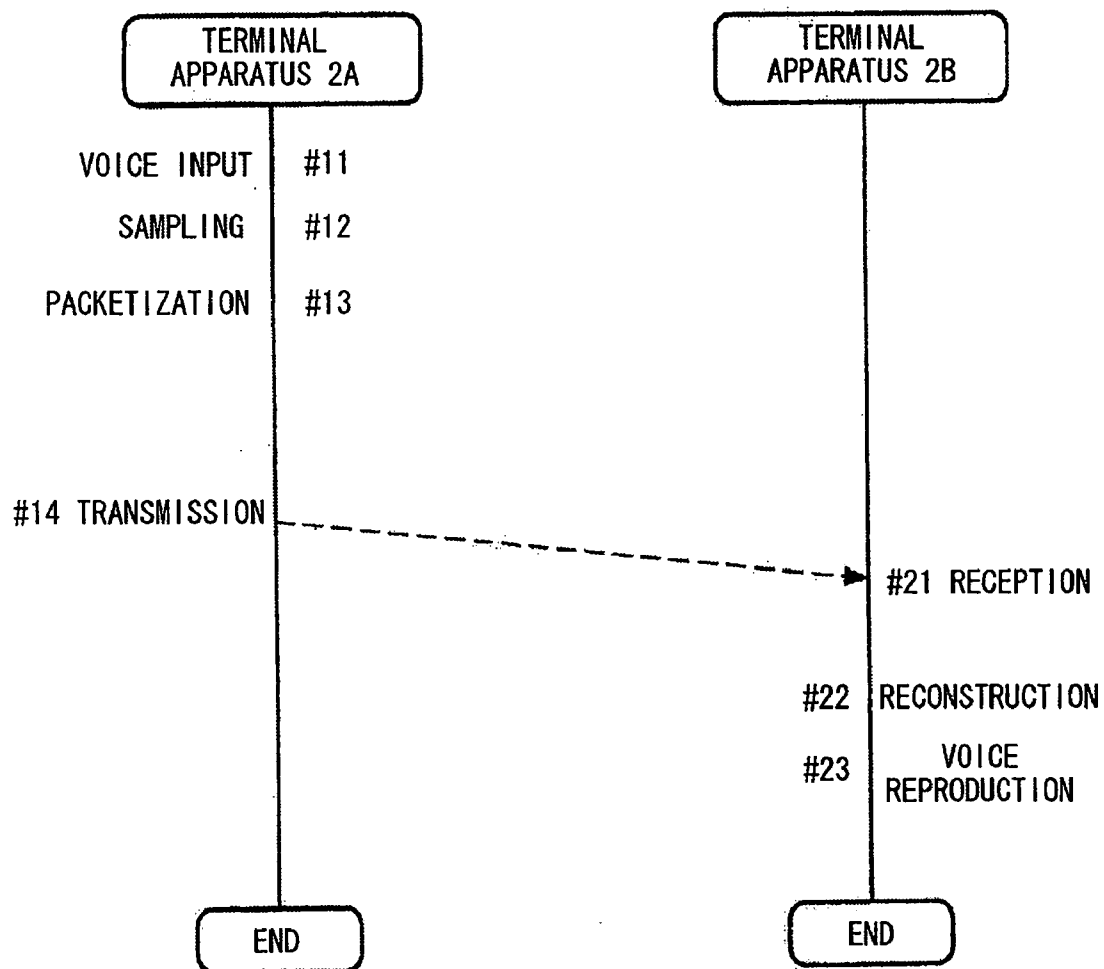 TERMINAL
APPARATUS 2A
TERMINAL
APPARATUS 2B
VOICE INPUT #11
SAMPLING #12
PACKETIZATION #13
#14 TRANSMISSION
#21 RECEPTION
#22 RECONSTRUCTION
#23 VOICE
REPRODUCTION
END
END